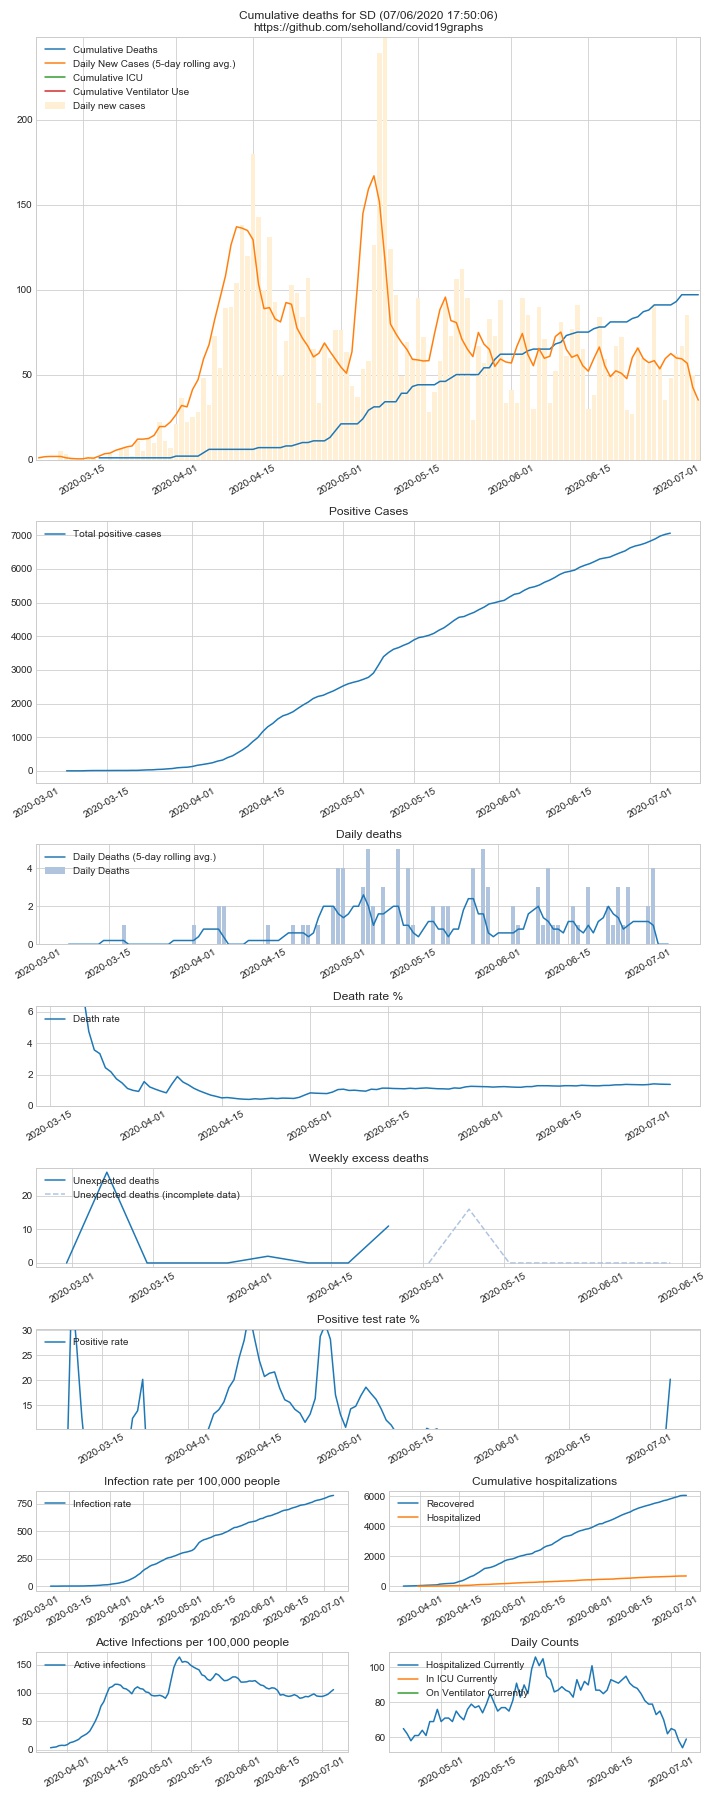 Cumulative deaths for SD (07/06/2020 17:50:06)
https://github.com/seholland/covid19graphs
Cumulative Deaths
Daily New Cases (5-day rolling avg.)
Cumulative ICU
Cumulative Ventilator Use
Daily new cases
200
150
100
50
0
2020-03-15 2020-04-01 2020-04-15 2020-05-01 2020-05-15 2020-06-01 2020-06-15 2020-07-01
Positive Cases
Total positive cases
7000
6000
5000
4000
3000
2000
1000
0
2020-03-01 2020-03-15 2020-04-01 2020-04-15 2020-05-01 2020-05-15 2020-06-01 2020-06-15 2020-07-01
Daily deaths
Daily Deaths (5-day rolling avg.)
Daily Deaths
4
2
0
2020-03-01 2020-03-15 2020-04-01 2020-04-15 2020-05-01 2020-05-15 2020-06-01 2020-06-15 2020-07-01
Death rate %
Death rate
6
4
2
0
2020-03-15 2020-04-01 2020-04-15 2020-05-01 2020-05-15 2020-06-01 2020-06-15 2020-07-01
Weekly excess deaths
Unexpected deaths
Unexpected deaths (incomplete data)
20
10
0
2020-03-01 2020-03-15 2020-04-01 2020-04-15 2020-05-01 2020-05-15 2020-06-01 2020-06-15
Positive test rate %
Positive rate
30
25
20
15
2020-03-15 2020-04-01 2020-04-15 2020-05-01 2020-05-15 2020-06-01 2020-06-15 2020-07-01
Infection rate per 100,000 people
Infection rate
750
500
250
0
2020-03-01 2020-03-15 2020-04-01 2020-04-15 2020-05-01 2020-05-15 2020-06-01 2020-06-15 2020-07-01
Cumulative hospitalizations
Recovered
Hospitalized
6000
4000
2000
0
2020-04-01 2020-04-15 2020-05-01 2020-05-15 2020-06-01 2020-06-15 2020-07-01
Active Infections per 100,000 people
Active infections
150
100
50
0
2020-04-01 2020-04-15 2020-05-01 2020-05-15 2020-06-01 2020-06-15 2020-07-01
Daily Counts
Hospitalized Currently
In ICU Currently
On Ventilator Currently
100
80
60
2020-05-01 2020-05-15 2020-06-01 2020-06-15 2020-07-01